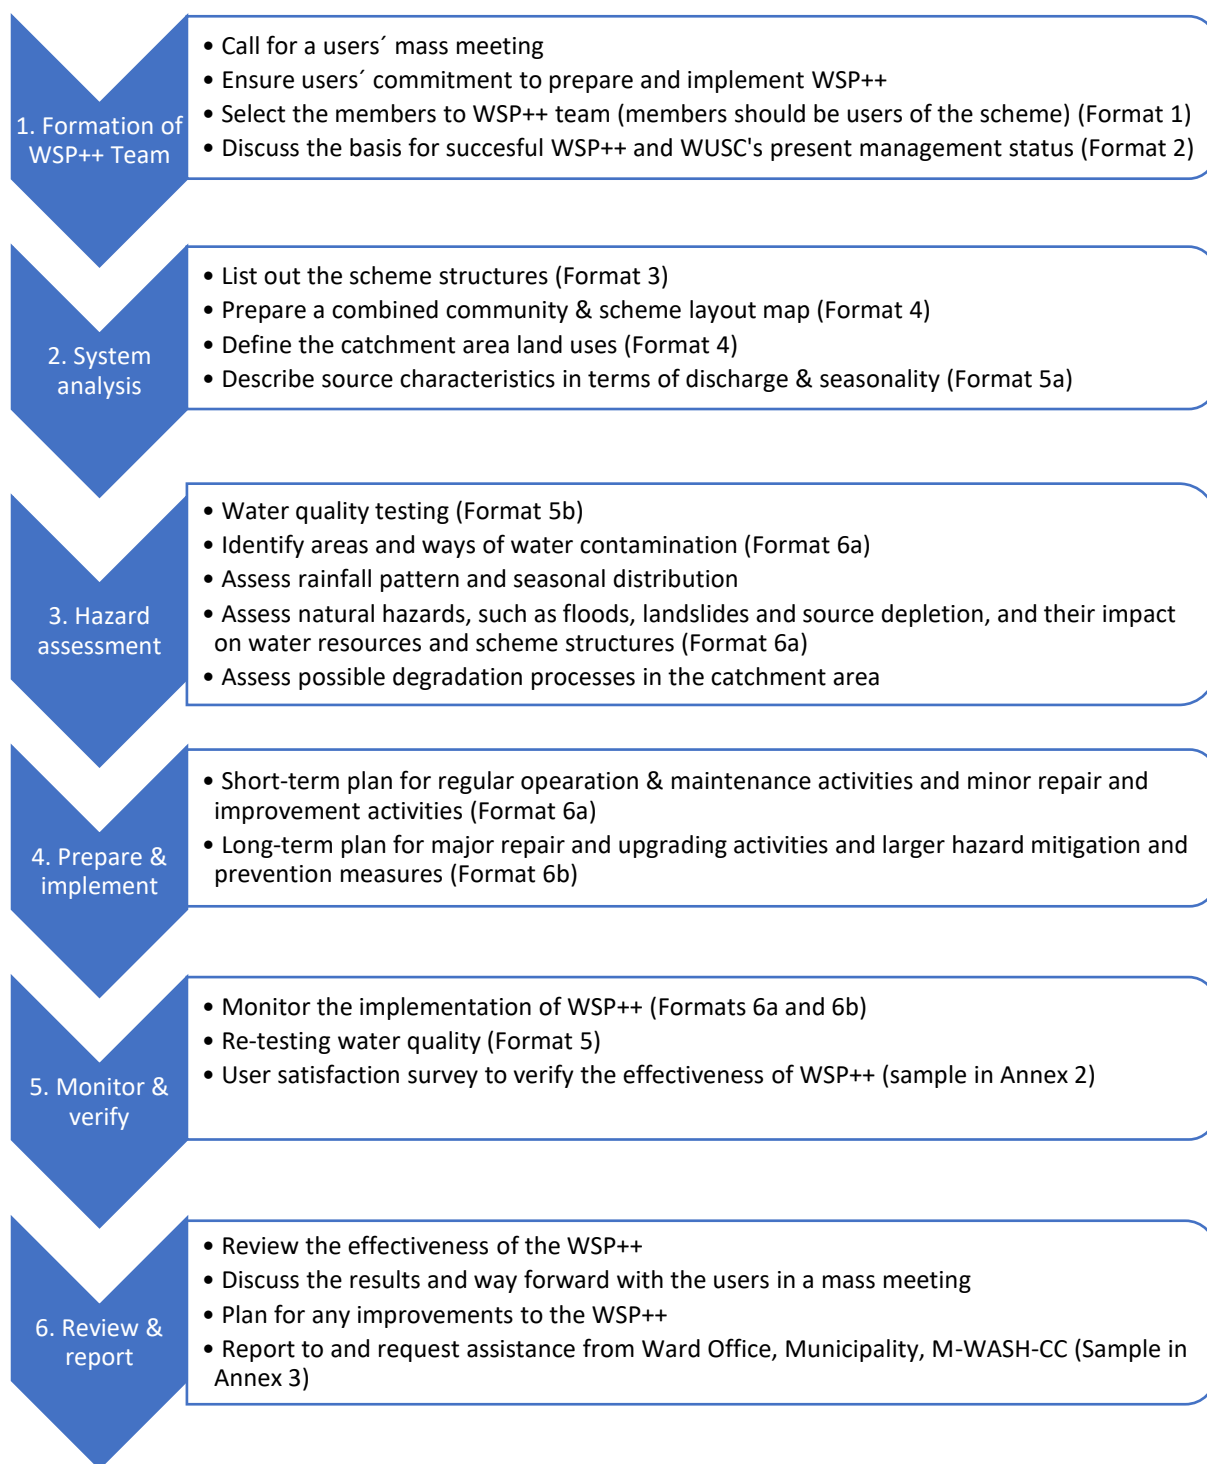 1. Formation of
WSP++ Team
• Call for a users´ mass meeting
• Ensure users´ commitment to prepare and implement WSP++
• Select the members to WSP++ team (members should be users of the scheme) (Format 1)
• Discuss the basis for succesful WSP++ and WUSC's present management status (Format 2)
2. System
analysis
• List out the scheme structures (Format 3)
• Prepare a combined community & scheme layout map (Format 4)
• Define the catchment area land uses (Format 4)
• Describe source characteristics in terms of discharge & seasonality (Format 5a)
3. Hazard
assessment
• Water quality testing (Format 5b)
• Identify areas and ways of water contamination (Format 6a)
• Assess rainfall pattern and seasonal distribution
• Assess natural hazards, such as floods, landslides and source depletion, and their impact
on water resources and scheme structures (Format 6a)
• Assess possible degradation processes in the catchment area
4. Prepare &
implement
• Short-term plan for regular opearation & maintenance activities and minor repair and
improvement activities (Format 6a)
• Long-term plan for major repair and upgrading activities and larger hazard mitigation and
prevention measures (Format 6b)
5. Monitor &
verify
• Monitor the implementation of WSP++ (Formats 6a and 6b)
• Re-testing water quality (Format 5)
• User satisfaction survey to verify the effectiveness of WSP++ (sample in Annex 2)
6. Review &
report
• Review the effectiveness of the WSP++
• Discuss the results and way forward with the users in a mass meeting
• Plan for any improvements to the WSP++
• Report to and request assistance from Ward Office, Municipality, M-WASH-CC (Sample in
Annex 3)